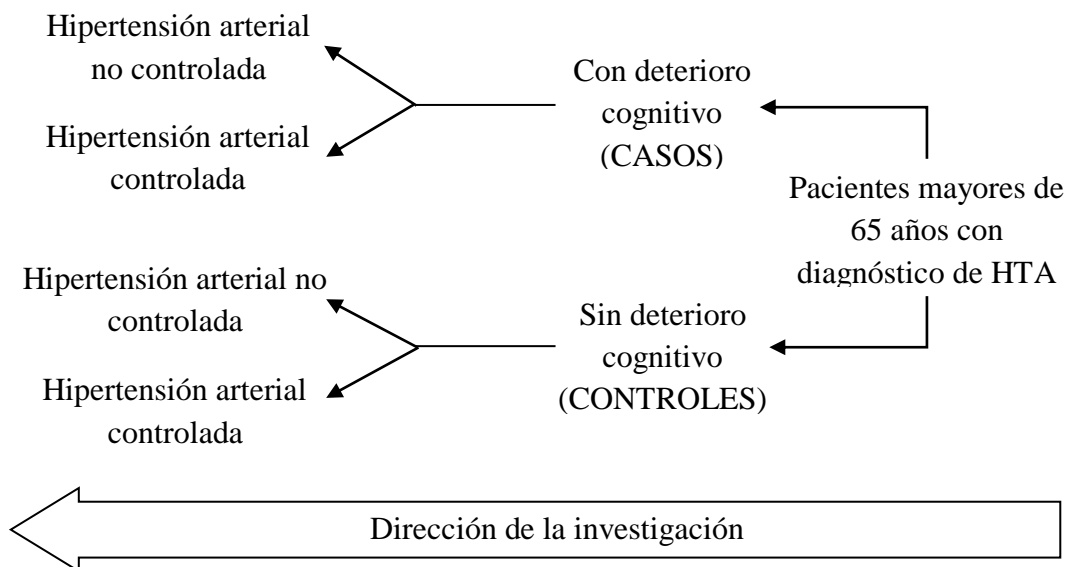 Hipertensión arterial
no controlada
Hipertensión arterial
controlada
Con deterioro
cognitivo
(CASOS)
Pacientes mayores de
65 años con
diagnóstico de HTA
Hipertensión arterial no
controlada
Hipertensión arterial
controlada
Sin deterioro
cognitivo
(CONTROLES)
Dirección de la investigación